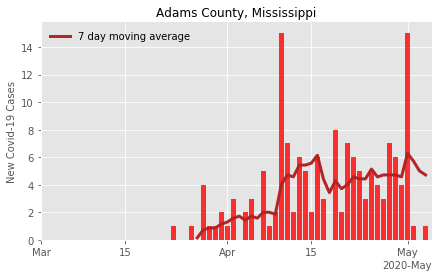 Adams County, Mississippi
7 day moving average
New Covid-19 Cases
14
12
10
8
6
4
2
0
Mar 15 Apr 15 May
2020-May